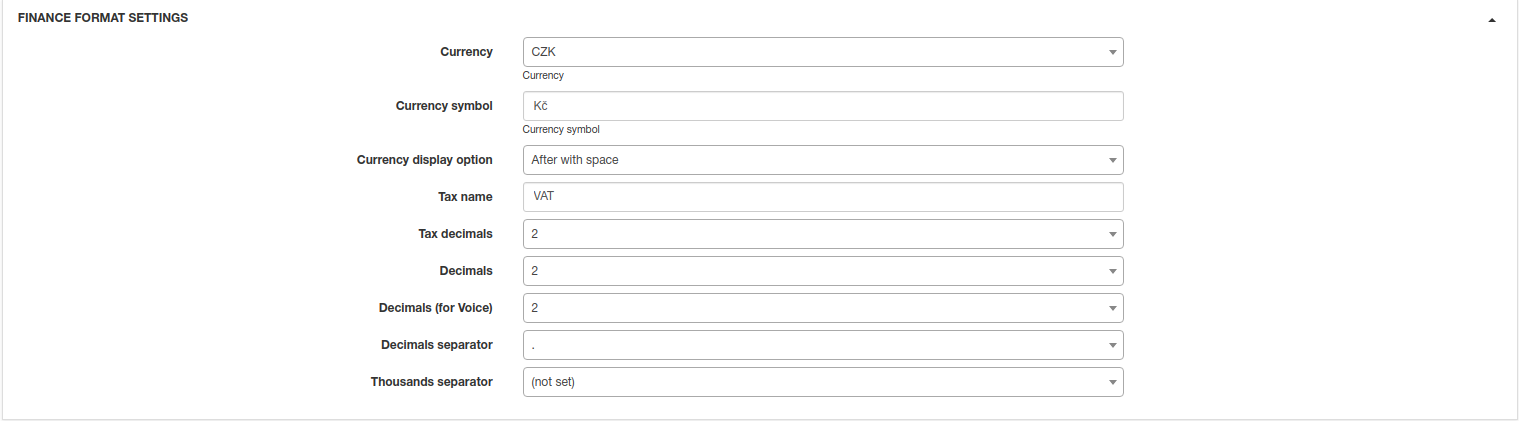 FINANCE FORMAT SETTINGS
Currency CZK
Currency
Currency symbol Kč
Currency symbol
Currency display option After with space
Tax name VAT
Tax decimals 2
Decimals 2
Decimals (for Voice) 2
Decimals separator .
Thousands separator (not set)